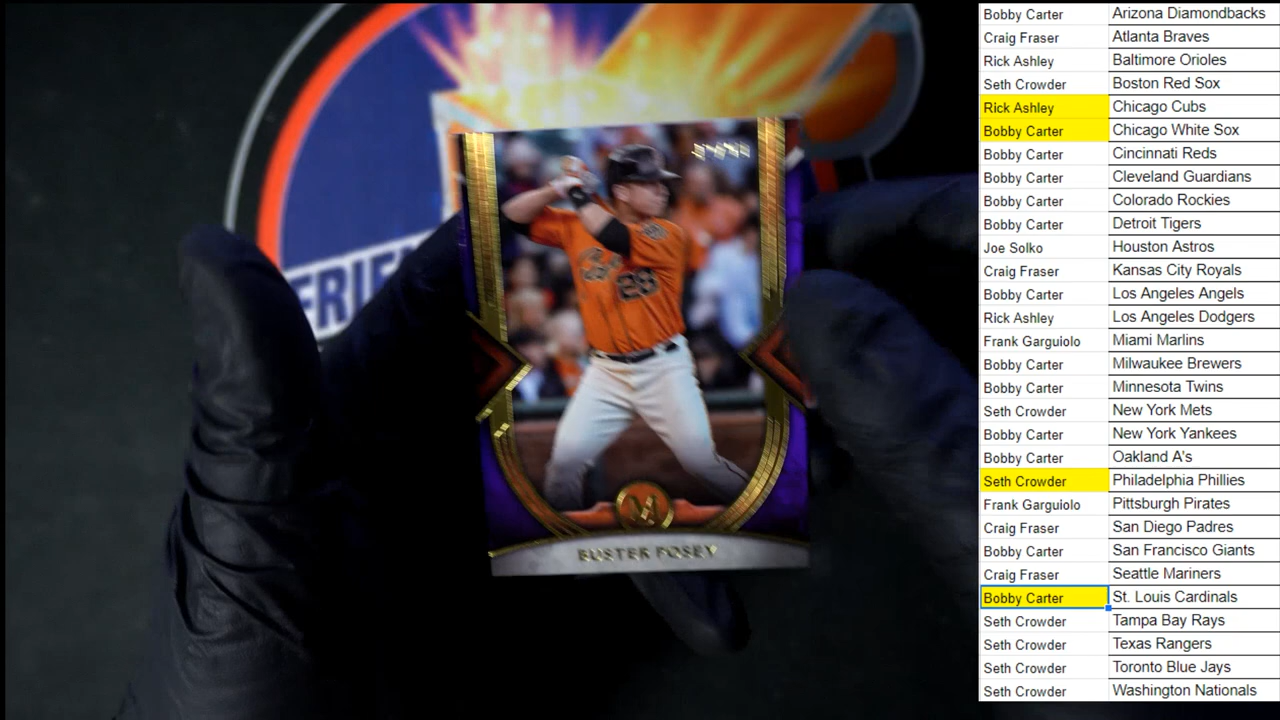 FRIE
28
BUSTER POSEY
Bobby Carter Arizona Diamondbacks
Craig Fraser Atlanta Braves
Rick Ashley Baltimore Orioles
Seth Crowder Boston Red Sox
Rick Ashley Chicago Cubs
Bobby Carter Chicago White Sox
Bobby Carter Cincinnati Reds
Bobby Carter Cleveland Guardians
Bobby Carter Colorado Rockies
Bobby Carter Detroit Tigers
Joe Solko Houston Astros
Craig Fraser Kansas City Royals
Bobby Carter Los Angeles Angels
Rick Ashley Los Angeles Dodgers
Frank Garguiolo Miami Marlins
Bobby Carter Milwaukee Brewers
Bobby Carter Minnesota Twins
Seth Crowder New York Mets
Bobby Carter New York Yankees
Bobby Carter Oakland A's
Seth Crowder Philadelphia Phillies
Frank Garguiolo Pittsburgh Pirates
Craig Fraser San Diego Padres
Bobby Carter San Francisco Giants
Craig Fraser Seattle Mariners
Bobby Carter St. Louis Cardinals
Seth Crowder Tampa Bay Rays
Seth Crowder Texas Rangers
Seth Crowder Toronto Blue Jays
Seth Crowder Washington Nationals